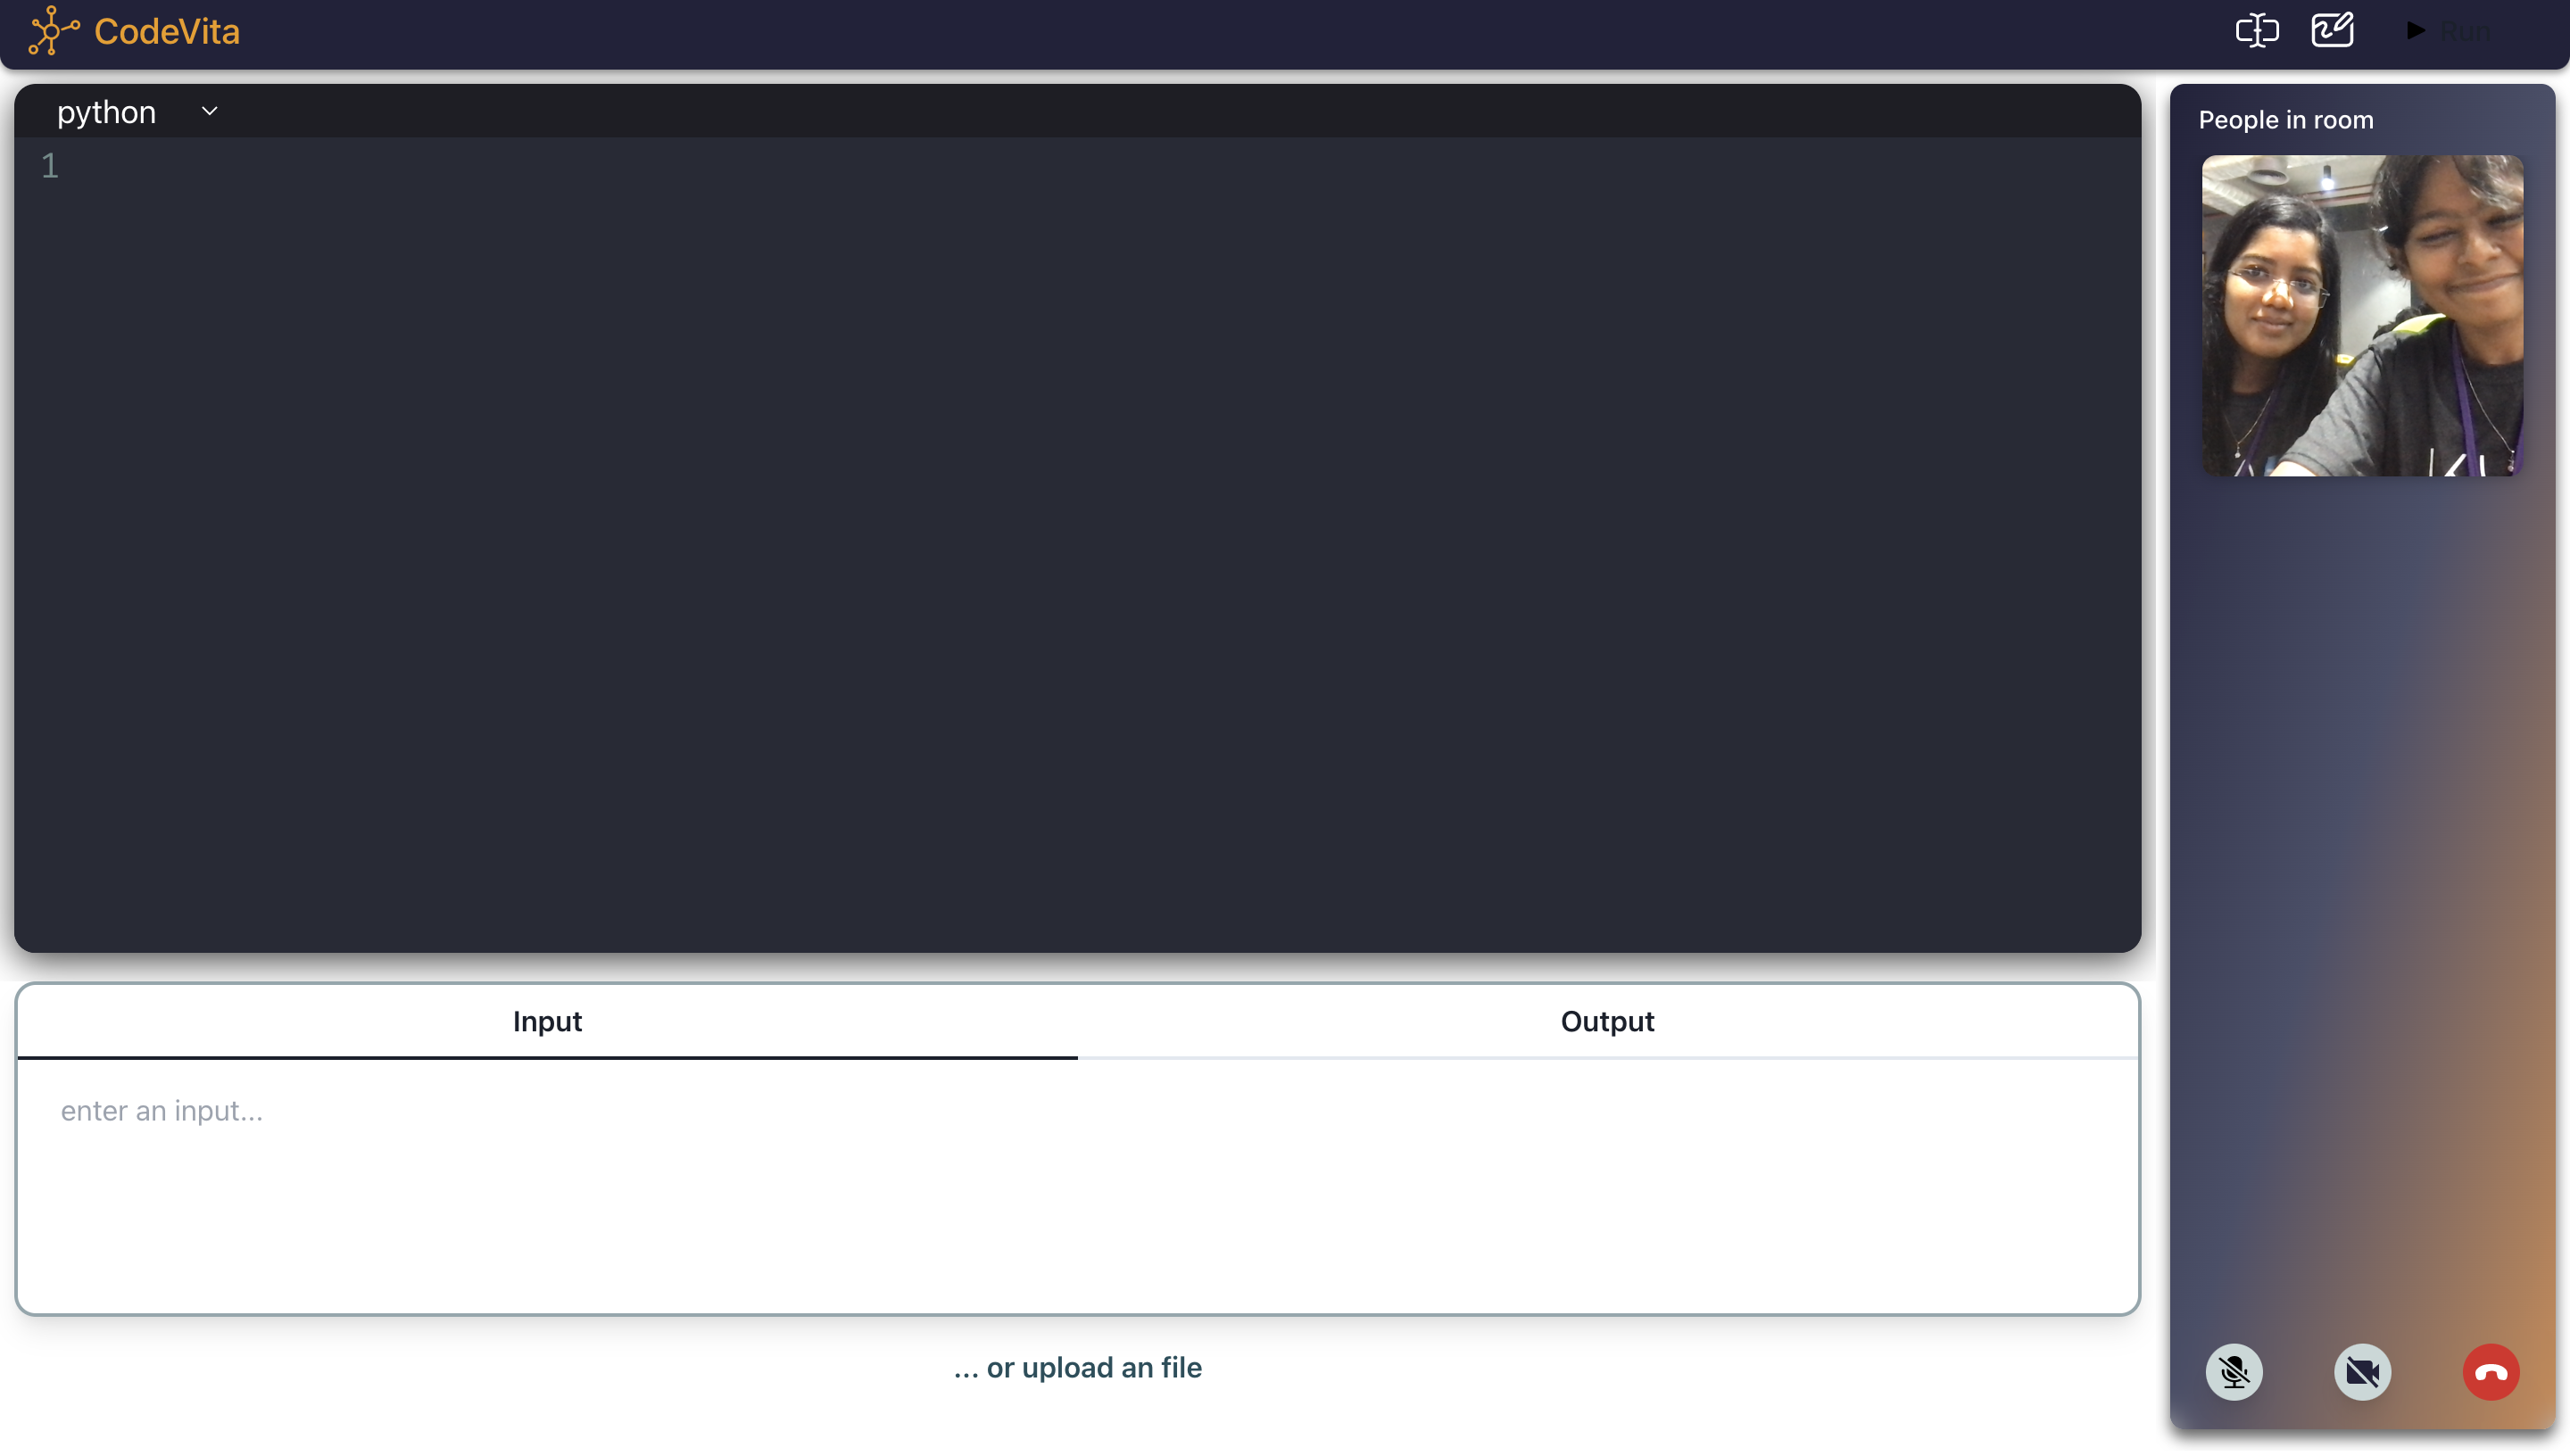 CodeVita
Run
python
1
People in room
Input
Output
enter an input...
... or upload an file